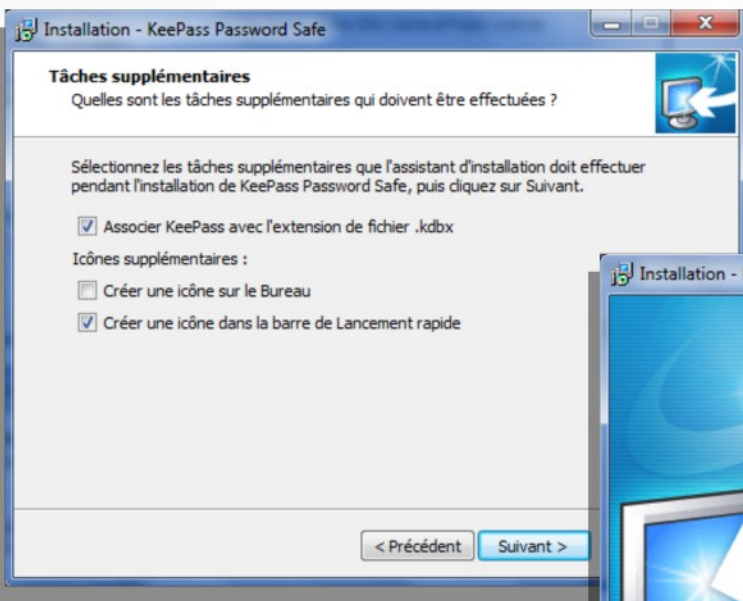 Installation - KeePass Password Safe
Tâches supplémentaires
Quelles sont les tâches supplémentaires qui doivent être effectuées ?
Sélectionnez les tâches supplémentaires que l'assistant d'installation doit effectuer
pendant l'installation de KeePass Password Safe, puis cliquez sur Suivant.
Associer KeePass avec l'extension de fichier .kdbx
Icônes supplémentaires :
Créer une icône sur le Bureau
Créer une icône dans la barre de Lancement rapide
< Précédent
Suivant >
Installation -